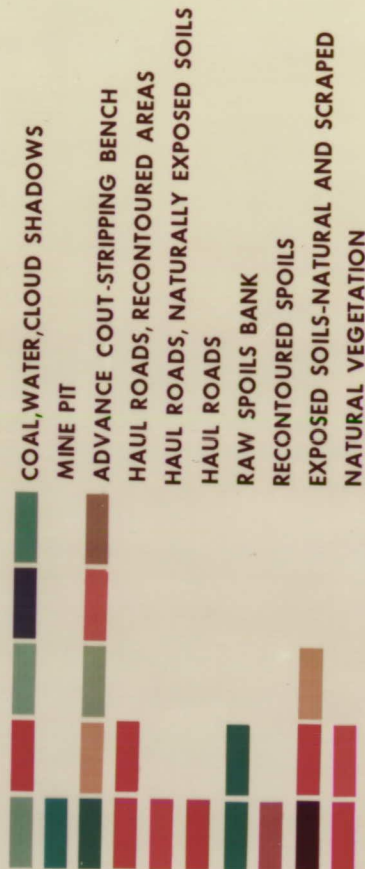 COAL,WATER,CLOUD SHADOWS
MINE PIT
ADVANCE COUT-STRIPPING BENCH
HAUL ROADS, RECONTOURED AREAS
HAUL ROADS, NATURALLY EXPOSED SOILS
HAUL ROADS
RAW SPOILS BANK
RECONTOURED SPOILS
EXPOSED SOILS-NATURAL AND SCRAPED
NATURAL VEGETATION